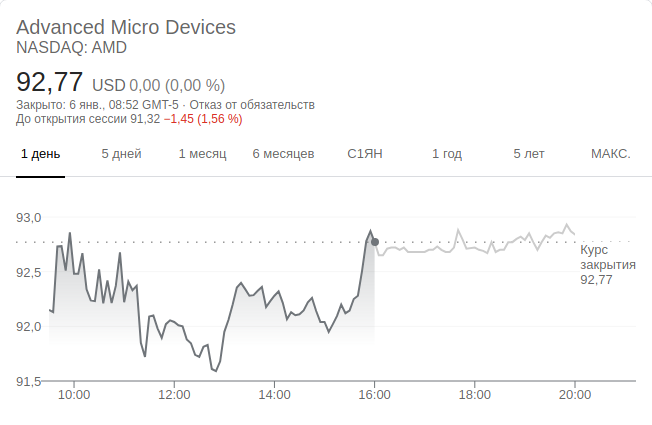 Advanced Micro Devices
NASDAQ: AMD
92,77 USD 0,00 (0,00 %)
Закрыто: 6 янв., 08:52 GMT-5 · Отказ от обязательств
До открытия сессии 91,32 −1,45 (1,56 %)
1 день 5 дней 1 месяц 6 месяцев С1ЯН 1 год 5 лет МАКС.
93,0
Курс
закрытия
92,77
92,5
92,0
91,5
10:00 12:00 14:00 16:00 18:00 20:00